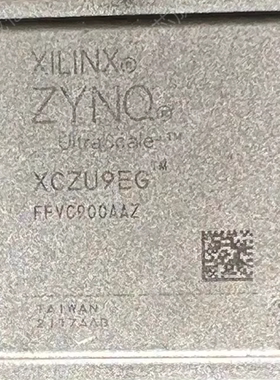 XILINX®
ZYNQ®
UltraScale+™
XCZU9EG™
FFVC900AAZ
TAIWAN